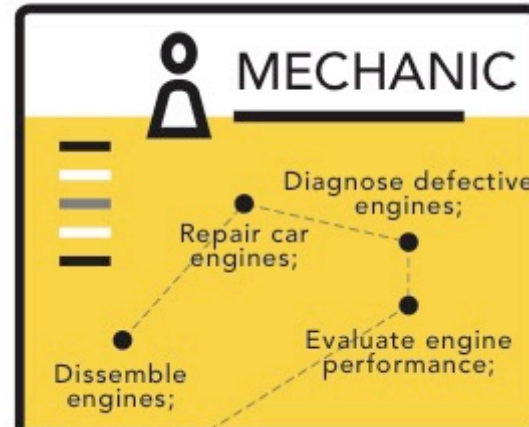 MECHANIC
Diagnose defective
engines;
Repair car
engines;
Evaluate engine
performance;
Dissemble
engines;